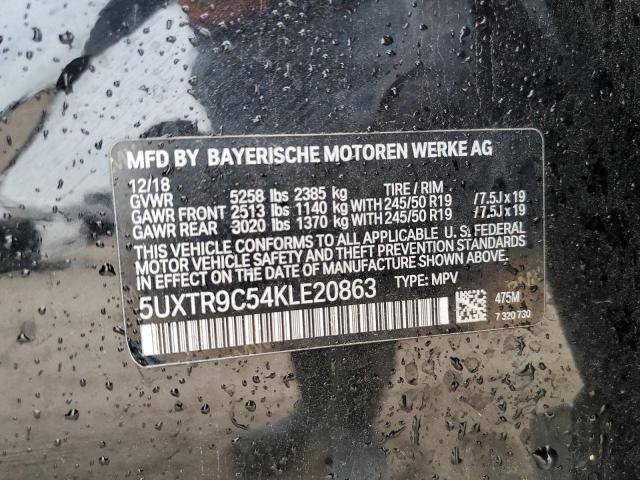 MFD BY BAYERISCHE MOTOREN WERKE AG
12/18 TIRE / RIM
GVWR 5258 lbs 2385 kg
GAWR FRONT 2513 lbs 1140 kg WITH 245/50 R19 /7.5J x 19
GAWR REAR 3020 lbs 1370 kg WITH 245/50 R19 /7.5J x 19
THIS VEHICLE CONFORMS TO ALL APPLICABLE U. S. FEDERAL
MOTOR VEHICLE SAFETY AND THEFT PREVENTION STANDARDS
IN EFFECT ON THE DATE OF MANUFACTURE SHOWN ABOVE.
5UXTR9C54KLE20863 TYPE: MPV
475M
7 320 730